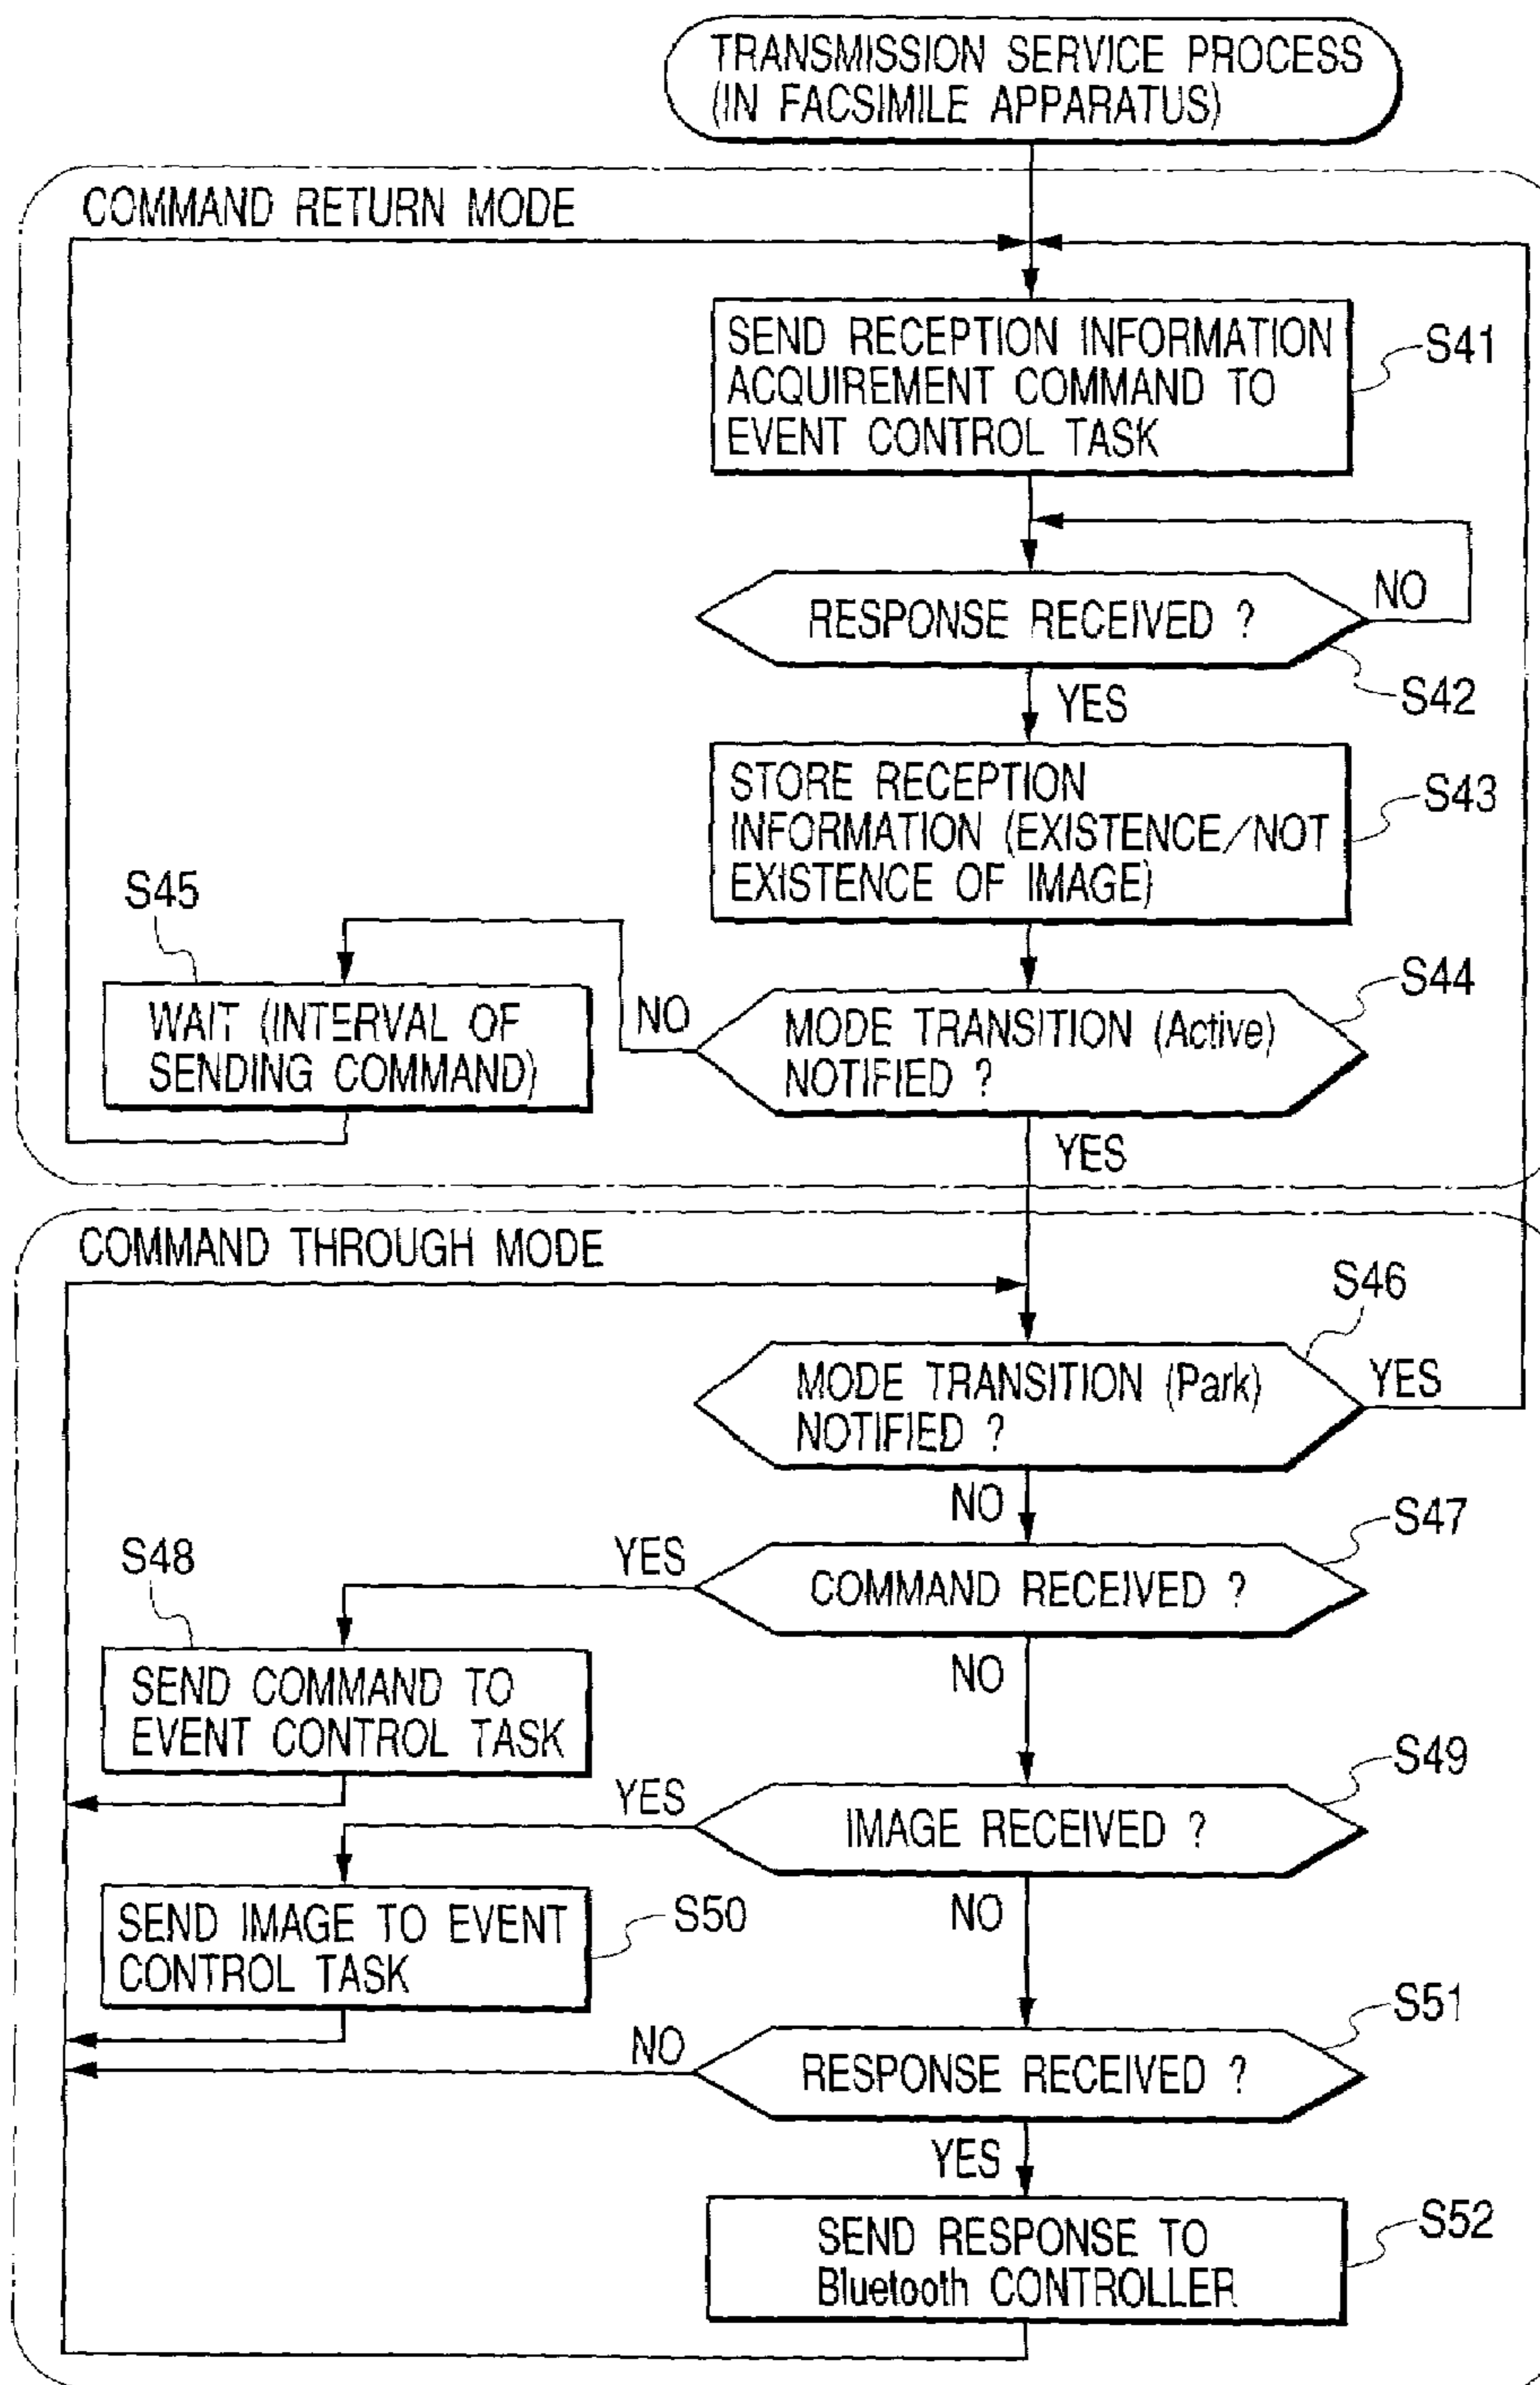 TRANSMISSION SERVICE PROCESS
(IN FACSIMILE APPARATUS)
COMMAND RETURN MODE
SEND RECEPTION INFORMATION
ACQUIREMENT COMMAND TO
EVENT CONTROL TASK
S41
RESPONSE RECEIVED ?
NO
S42
YES
STORE RECEPTION
INFORMATION (EXISTENCE/NOT
EXISTENCE OF IMAGE)
S43
S45
WAIT (INTERVAL OF
SENDING COMMAND)
NO
MODE TRANSITION (Active)
NOTIFIED ?
S44
YES
COMMAND THROUGH MODE
S46
MODE TRANSITION (Park)
NOTIFIED ?
YES
NO
S47
COMMAND RECEIVED ?
YES
S48
SEND COMMAND TO
EVENT CONTROL TASK
NO
S49
IMAGE RECEIVED ?
YES
SEND IMAGE TO EVENT
CONTROL TASK
S50
NO
S51
RESPONSE RECEIVED ?
NO
YES
SEND RESPONSE TO
Bluetooth CONTROLLER
S52